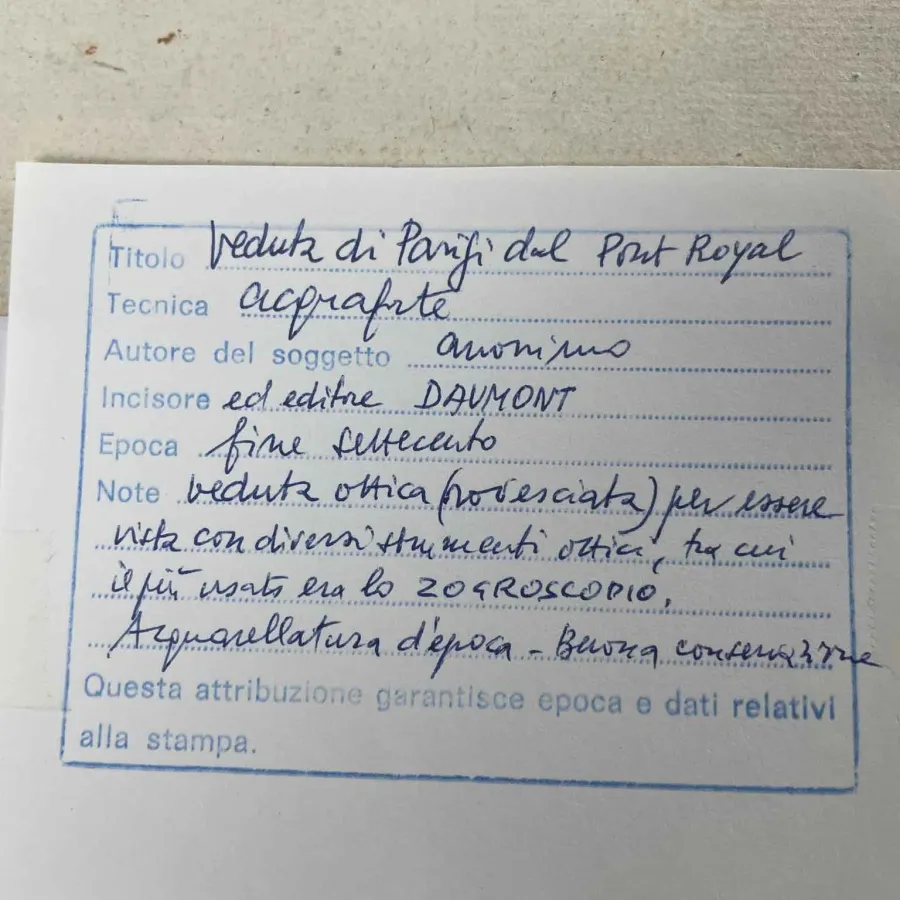 Titolo Veduta di Parigi dal Pont Royal
Tecnica acquaforte
Autore del soggetto anonimo
Incisore ed editore DAUMONT
Epoca fine settecento
Note veduta ottica (rovesciata) per essere
vista con diversi strumenti ottici, tra cui
il più usato era lo ZOGROSCOPIO,
Acquarellatura d'epoca - Buona conservazione
Questa attribuzione garantisce epoca e dati relativi
alla stampa.